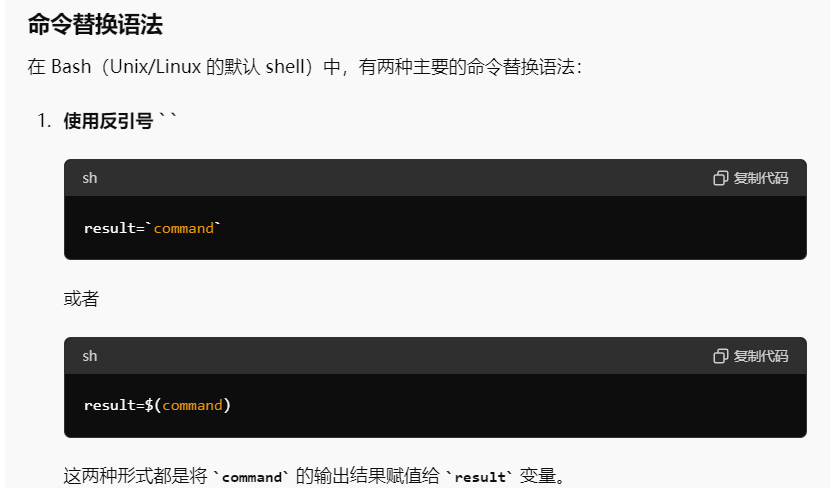 命令替换语法
在 Bash（Unix/Linux 的默认 shell）中，有两种主要的命令替换语法：
1. 使用反引号 ` `
sh 复制代码
result=`command`
或者
sh 复制代码
result=$(command)
这两种形式都是将 `command` 的输出结果赋值给 `result` 变量。